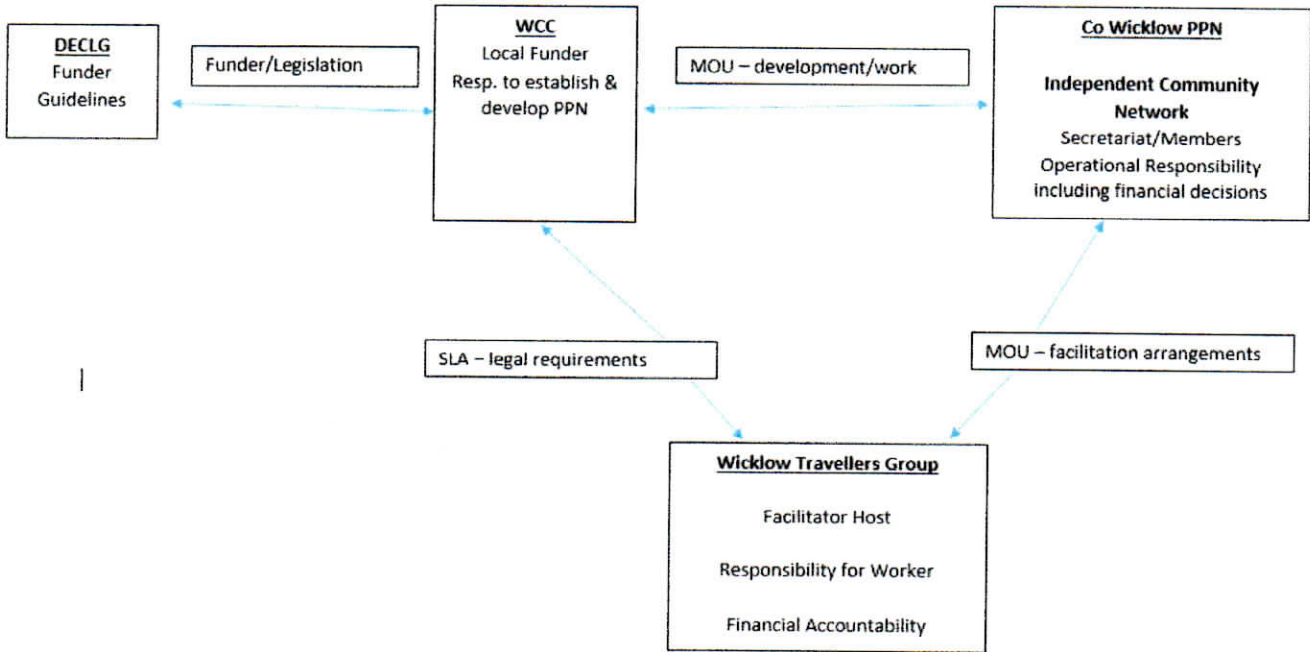 DECLG
Funder
Guidelines
Funder/Legislation
WCC
Local Funder
Resp. to establish &
develop PPN
MOU – development/work
Co Wicklow PPN
Independent Community
Network
Secretariat/Members
Operational Responsibility
including financial decisions
SLA – legal requirements
MOU – facilitation arrangements
Wicklow Travellers Group
Facilitator Host
Responsibility for Worker
Financial Accountability